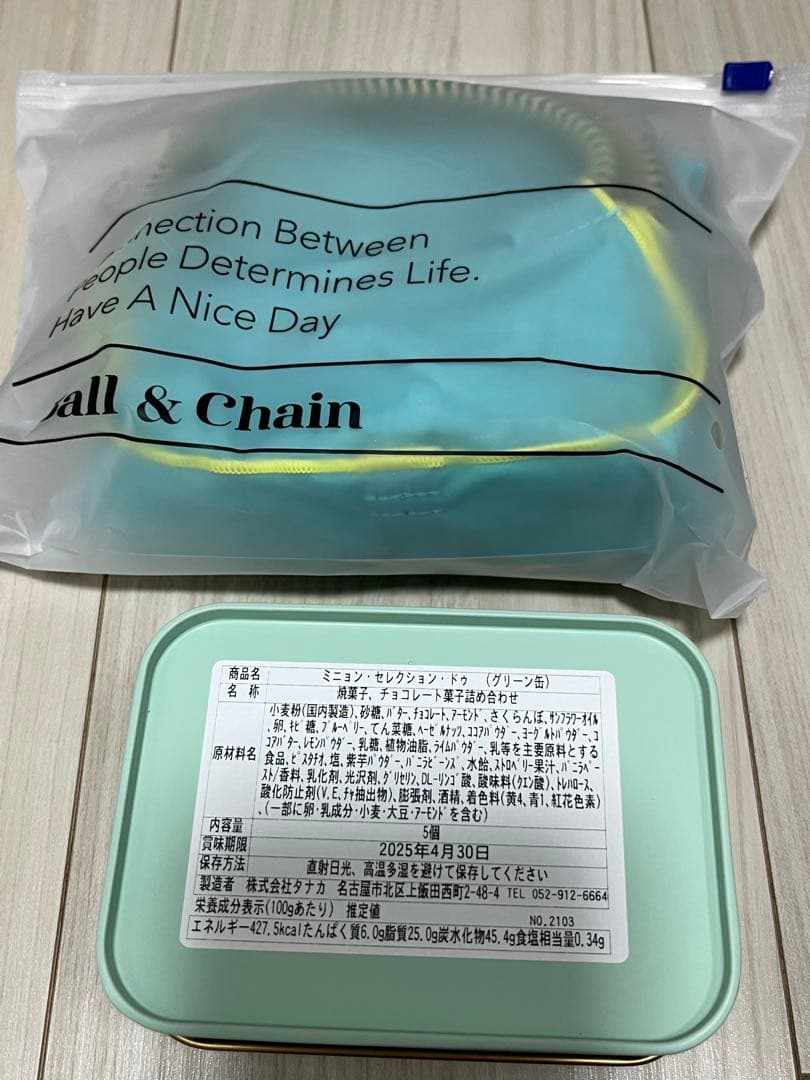 nection Between
People Determines Life.
Have A Nice Day
Ball & Chain
商品名 ミニョン・セレクション・ドゥ (グリーン缶)
名 称 焼菓子、チョコレート菓子詰め合わせ
原材料名
小麦粉(国内製造)、砂糖、ﾊﾞﾀｰ、ﾁｮｺﾚｰﾄ、ｱｰﾓﾝﾄﾞ、さくらんぼ、ｻﾝﾌﾗﾜｰｵｲﾙ
、卵、ｷﾋﾞ糖、ﾌﾞﾙｰﾍﾞﾘｰ、てん菜糖、ﾍｰｾﾞﾙﾅｯﾂ、ｺｺｱﾊﾟｳﾀﾞｰ、ﾖｰｸﾞﾙﾄﾊﾟｳﾀﾞｰ、ｺ
ｺｱﾊﾞﾀｰ、ﾚﾓﾝﾊﾟｳﾀﾞｰ、乳糖、植物油脂、ﾗｲﾑﾊﾟｳﾀﾞｰ、乳等を主要原料とする
食品、ﾋﾟｽﾀﾁｵ、塩、紫芋ﾊﾟｳﾀﾞｰ、ﾊﾞﾆﾗﾋﾞｰﾝｽﾞ、水飴、ｽﾄﾛﾍﾞﾘｰ果汁、ﾊﾞﾆﾗﾍﾟｰ
ｽﾄ/香料、乳化剤、光沢剤、ｸﾞﾘｾﾘﾝ、DL-ﾘﾝｺﾞ酸、酸味料(ｸｴﾝ酸)、ﾄﾚﾊﾛｰｽ、
酸化防止剤(V.E、ﾁｬ抽出物)、膨張剤、酒精、着色料(黄4、青1、紅花色素)
、(一部に卵・乳成分・小麦・大豆・ｱｰﾓﾝﾄﾞを含む)
内容量 5個
賞味期限 2025年4月30日
保存方法 直射日光、高温多湿を避けて保存してください
製造者 株式会社タナカ 名古屋市北区上飯田西町2-48-4 TEL 052-912-6664
栄養成分表示(100gあたり) 推定値 NO.2103
エネルギー427.5kcalたんぱく質6.0g脂質25.0g炭水化物45.4g食塩相当量0.34g